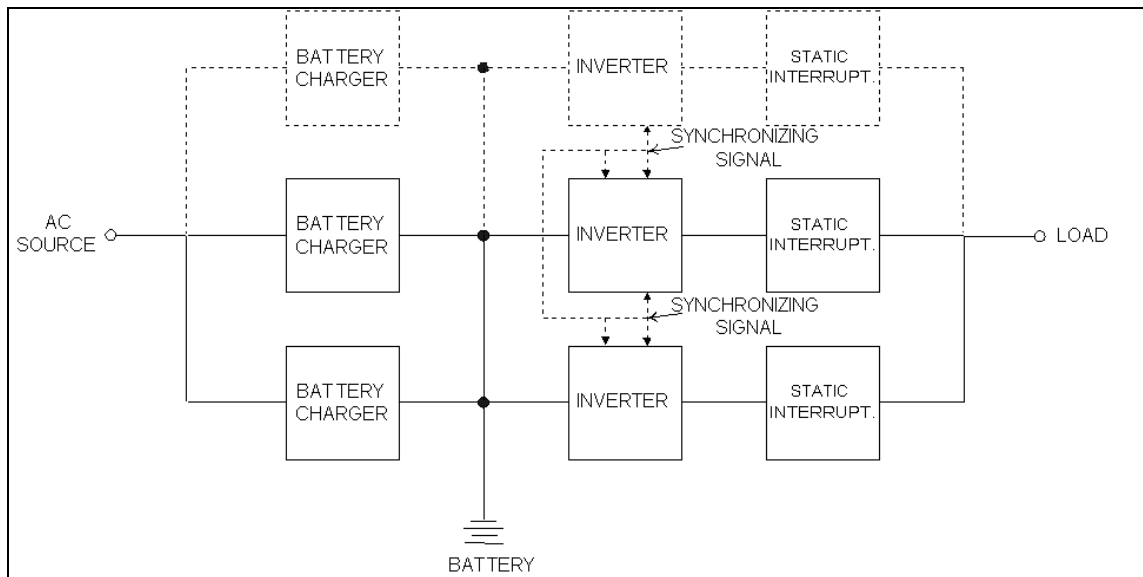 BATTERY
CHARGER
INVERTER
STATIC
INTERRUPT.
SYNCHRONIZING
SIGNAL
AC
SOURCE
BATTERY
CHARGER
INVERTER
STATIC
INTERRUPT.
LOAD
SYNCHRONIZING
SIGNAL
BATTERY
CHARGER
INVERTER
STATIC
INTERRUPT.
BATTERY